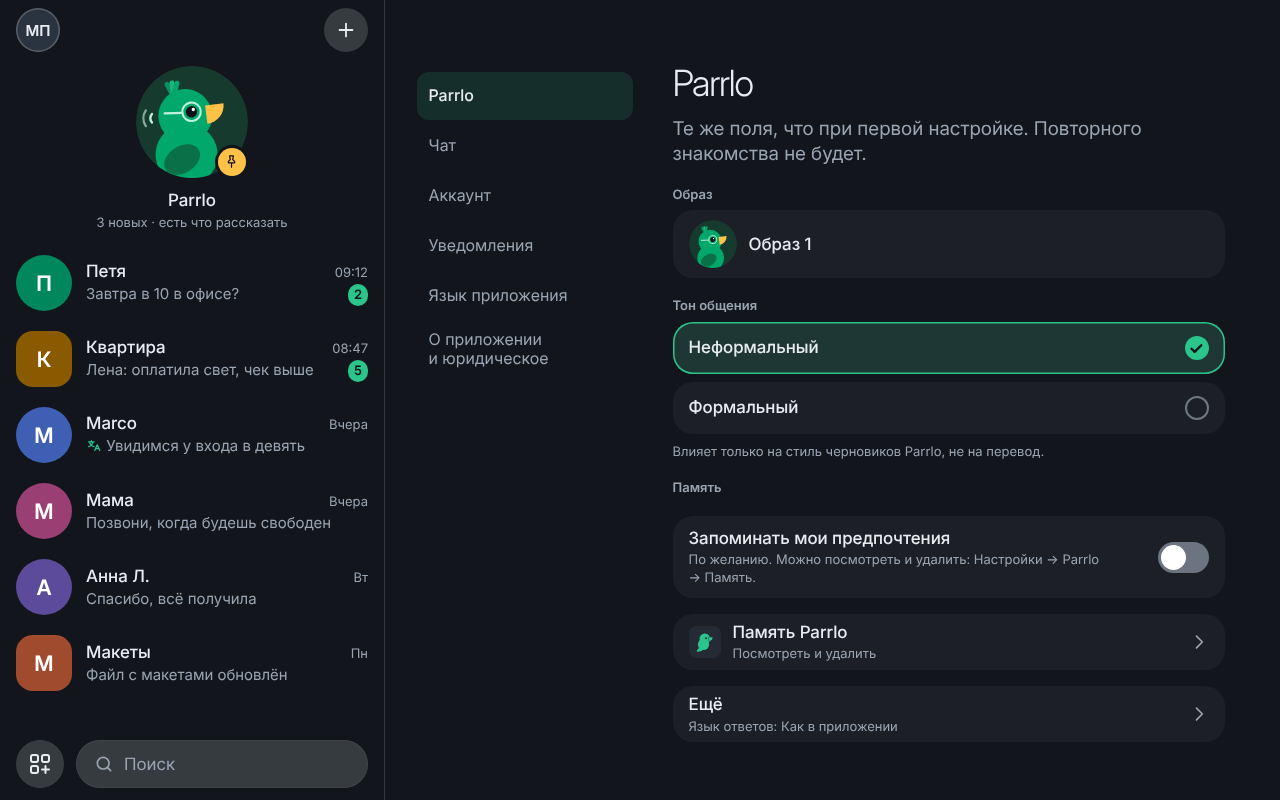 МП
Parrlo
3 новых · есть что рассказать
П
Петя
09:12
Завтра в 10 в офисе?
2
К
Квартира
08:47
Лена: оплатила свет, чек выше
5
M
Marco
Вчера
Увидимся у входа в девять
М
Мама
Вчера
Позвони, когда будешь свободен
А
Анна Л.
Вт
Спасибо, всё получила
М
Макеты
Пн
Файл с макетами обновлён
Поиск
Parrlo
Чат
Аккаунт
Уведомления
Язык приложения
О приложении
и юридическое
Parrlo
Те же поля, что при первой настройке. Повторного
знакомства не будет.
Образ
Образ 1
Тон общения
Неформальный
Формальный
Влияет только на стиль черновиков Parrlo, не на перевод.
Память
Запоминать мои предпочтения
По желанию. Можно посмотреть и удалить: Настройки → Parrlo
→ Память.
Память Parrlo
Посмотреть и удалить
Ещё
Язык ответов: Как в приложении